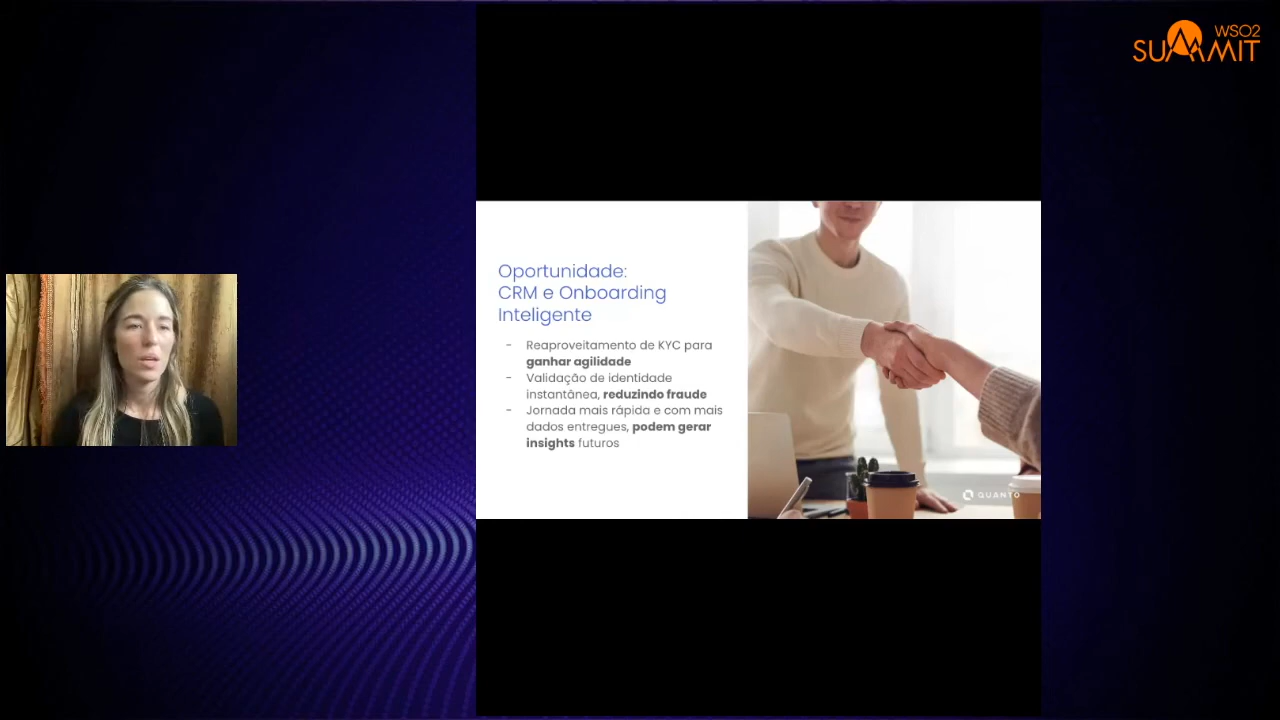 WSO2
SUMMIT
Oportunidade:
CRM e Onboarding
Inteligente
- Reaproveitamento de KYC para
ganhar agilidade
- Validação de identidade
instantânea, reduzindo fraude
- Jornada mais rápida e com mais
dados entregues, podem gerar
insights futuros
QUANTO